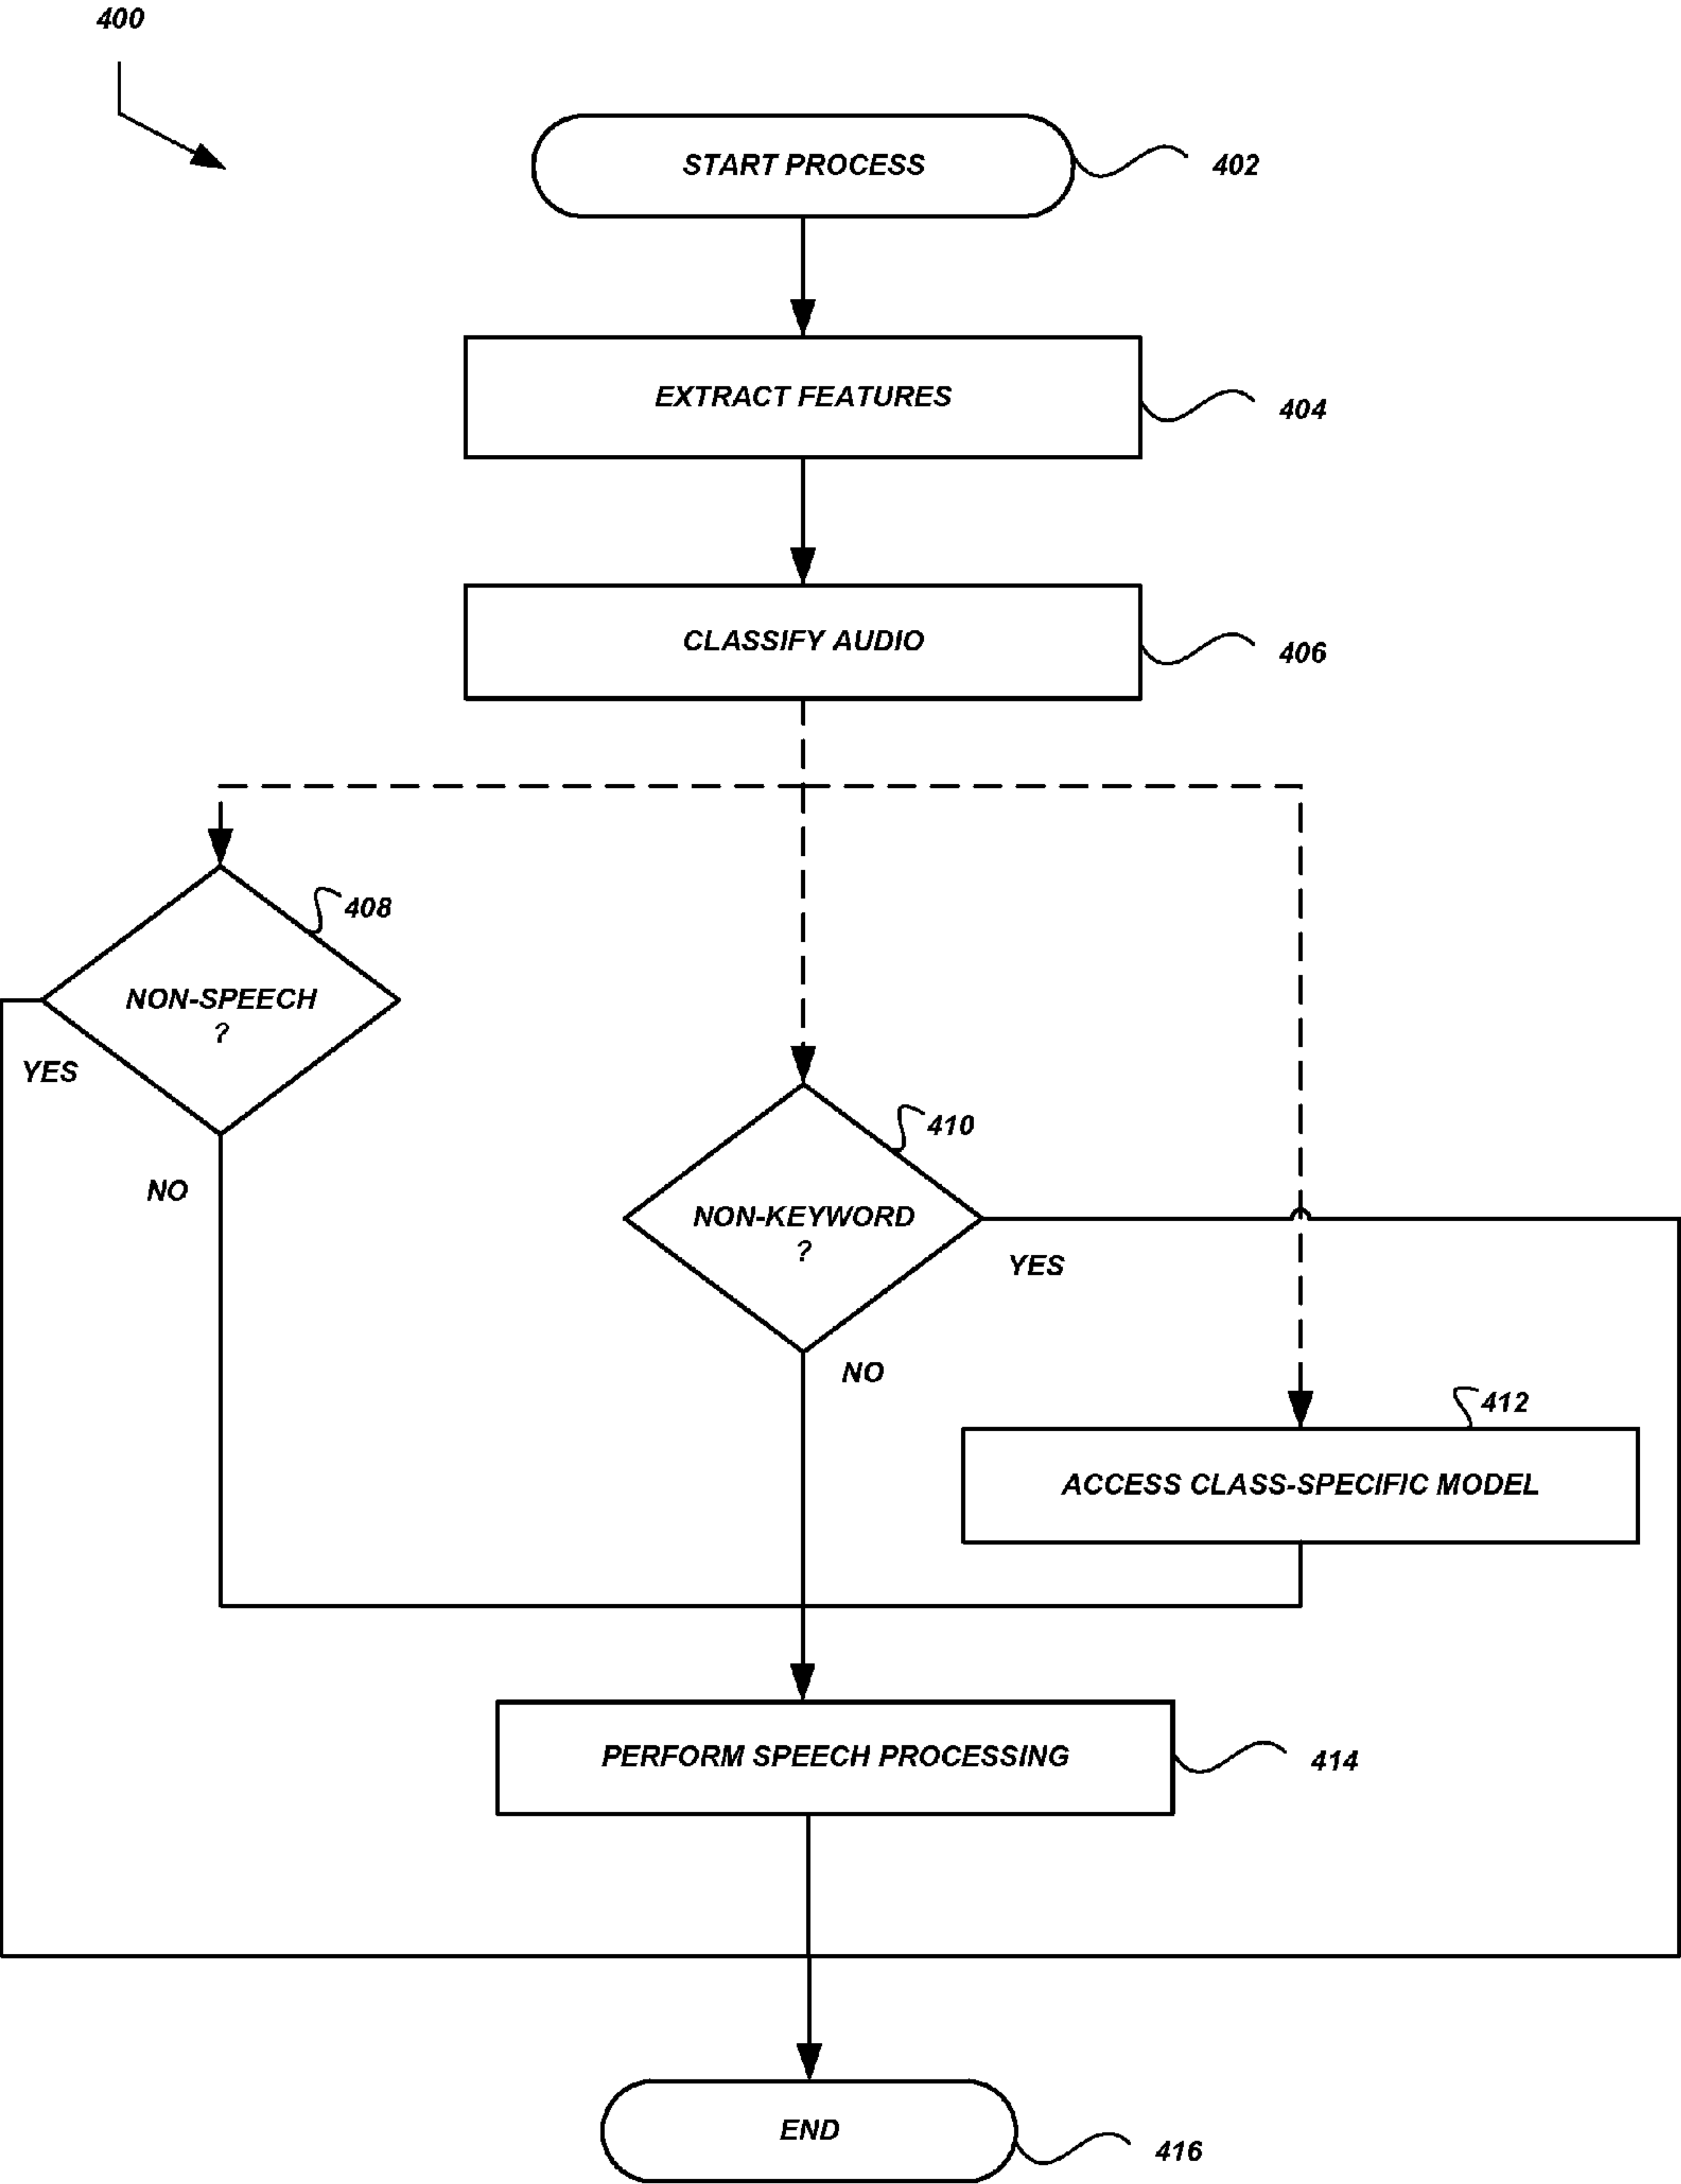 400
START PROCESS
402
EXTRACT FEATURES
404
CLASSIFY AUDIO
406
408
NON-SPEECH
?
YES
NO
410
NON-KEYWORD
?
YES
NO
412
ACCESS CLASS-SPECIFIC MODEL
PERFORM SPEECH PROCESSING
414
END
416